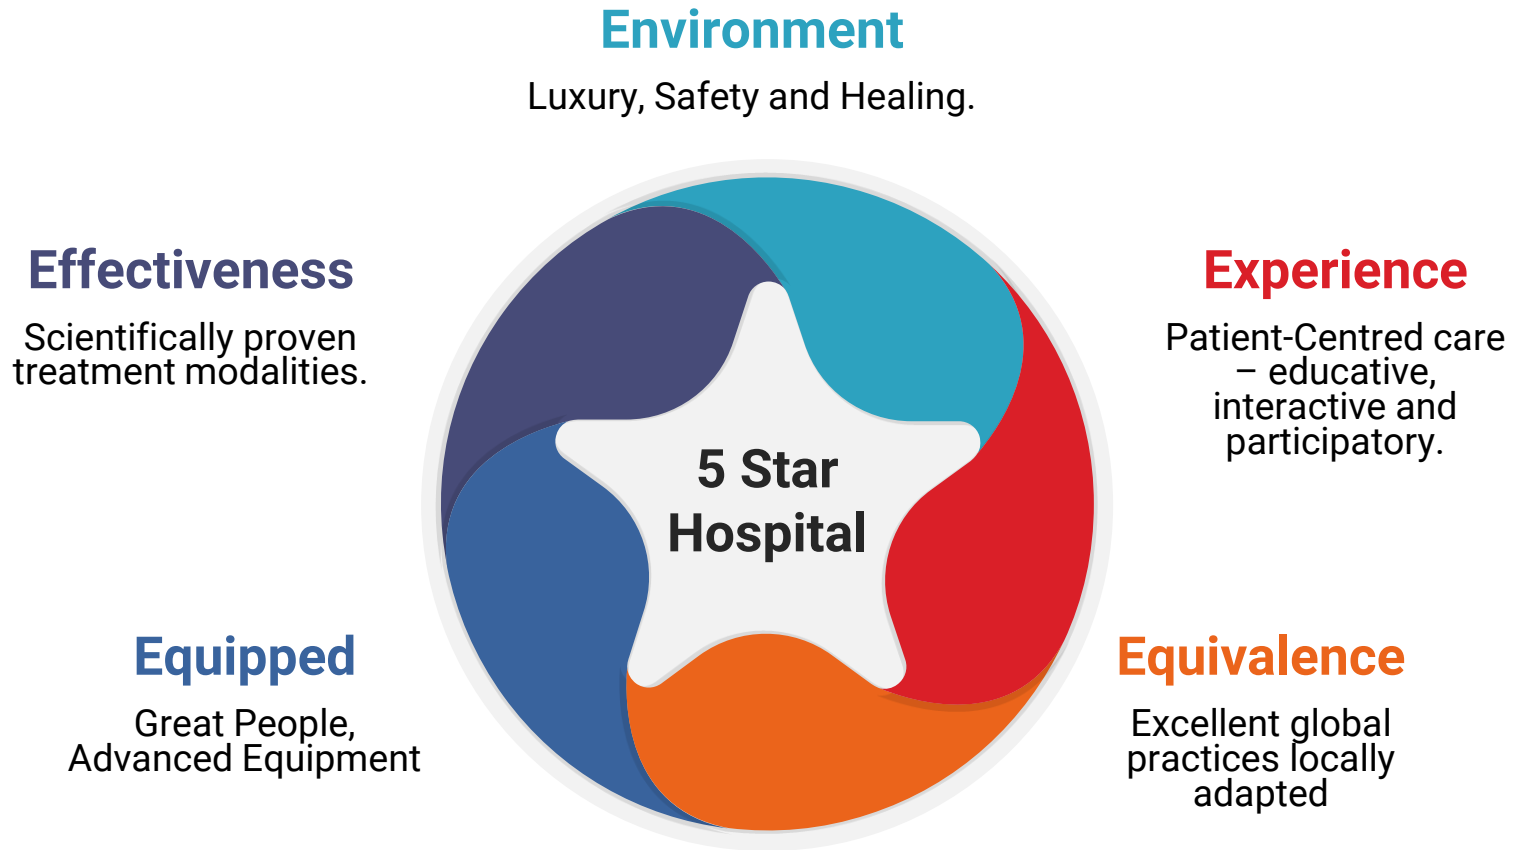 Environment
Luxury, Safety and Healing.
Effectiveness
Scientifically proven
treatment modalities.
Experience
Patient-Centred care
– educative,
interactive and
participatory.
5 Star
Hospital
Equipped
Great People,
Advanced Equipment
Equivalence
Excellent global
practices locally
adapted